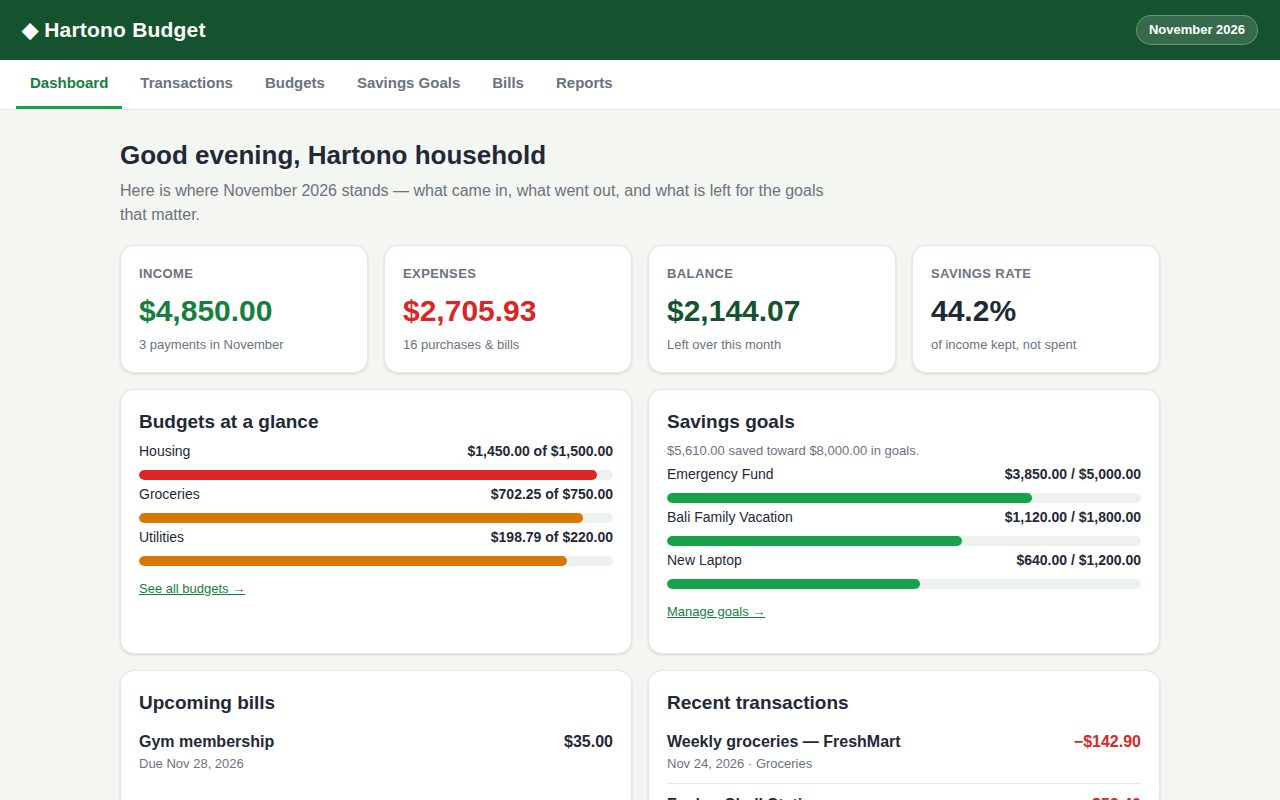 ◆ Hartono Budget
November 2026
Dashboard
Transactions
Budgets
Savings Goals
Bills
Reports
Good evening, Hartono household
Here is where November 2026 stands — what came in, what went out, and what is left for the goals
that matter.
INCOME
$4,850.00
3 payments in November
EXPENSES
$2,705.93
16 purchases & bills
BALANCE
$2,144.07
Left over this month
SAVINGS RATE
44.2%
of income kept, not spent
Budgets at a glance
Housing $1,450.00 of $1,500.00
Groceries $702.25 of $750.00
Utilities $198.79 of $220.00
See all budgets →
Savings goals
$5,610.00 saved toward $8,000.00 in goals.
Emergency Fund $3,850.00 / $5,000.00
Bali Family Vacation $1,120.00 / $1,800.00
New Laptop $640.00 / $1,200.00
Manage goals →
Upcoming bills
Gym membership $35.00
Due Nov 28, 2026
Recent transactions
Weekly groceries — FreshMart −$142.90
Nov 24, 2026 · Groceries